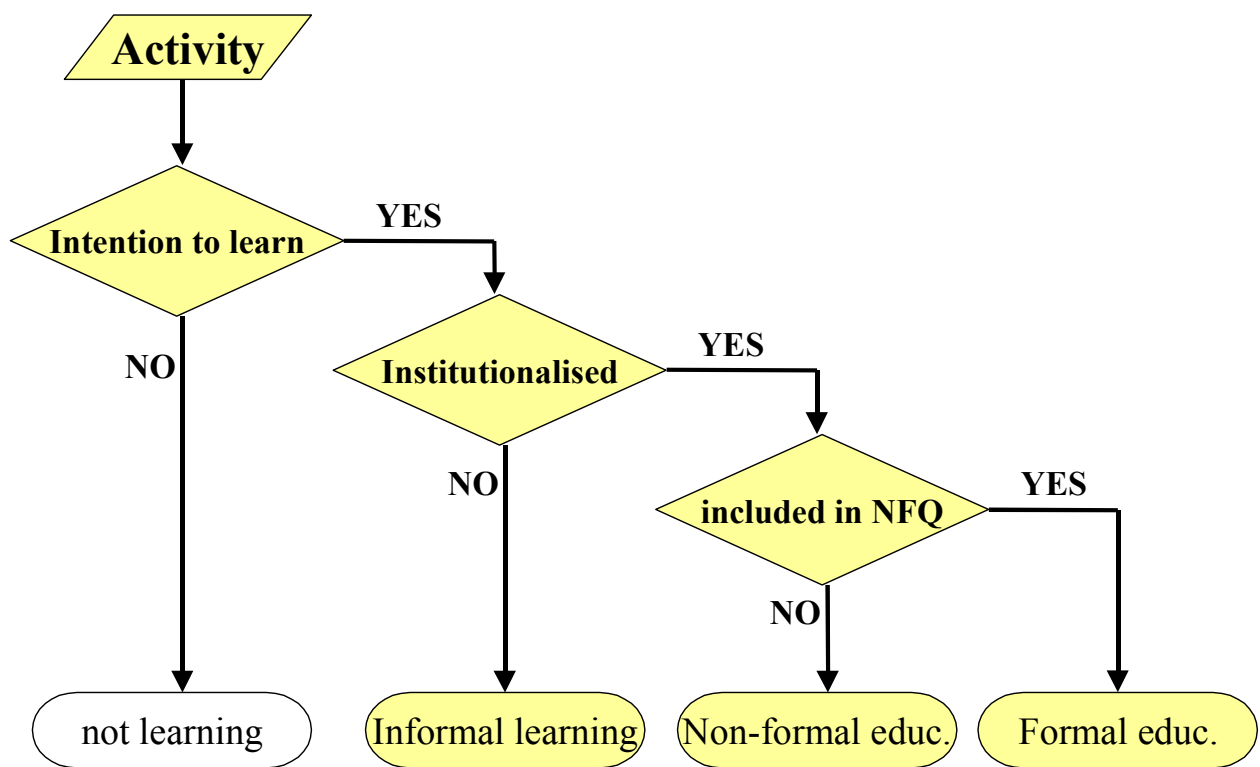 Activity
YES
Intention to learn
YES
NO
Institutionalised
NO
YES
included in NFQ
NO
not learning
Informal learning
Non-formal educ.
Formal educ.